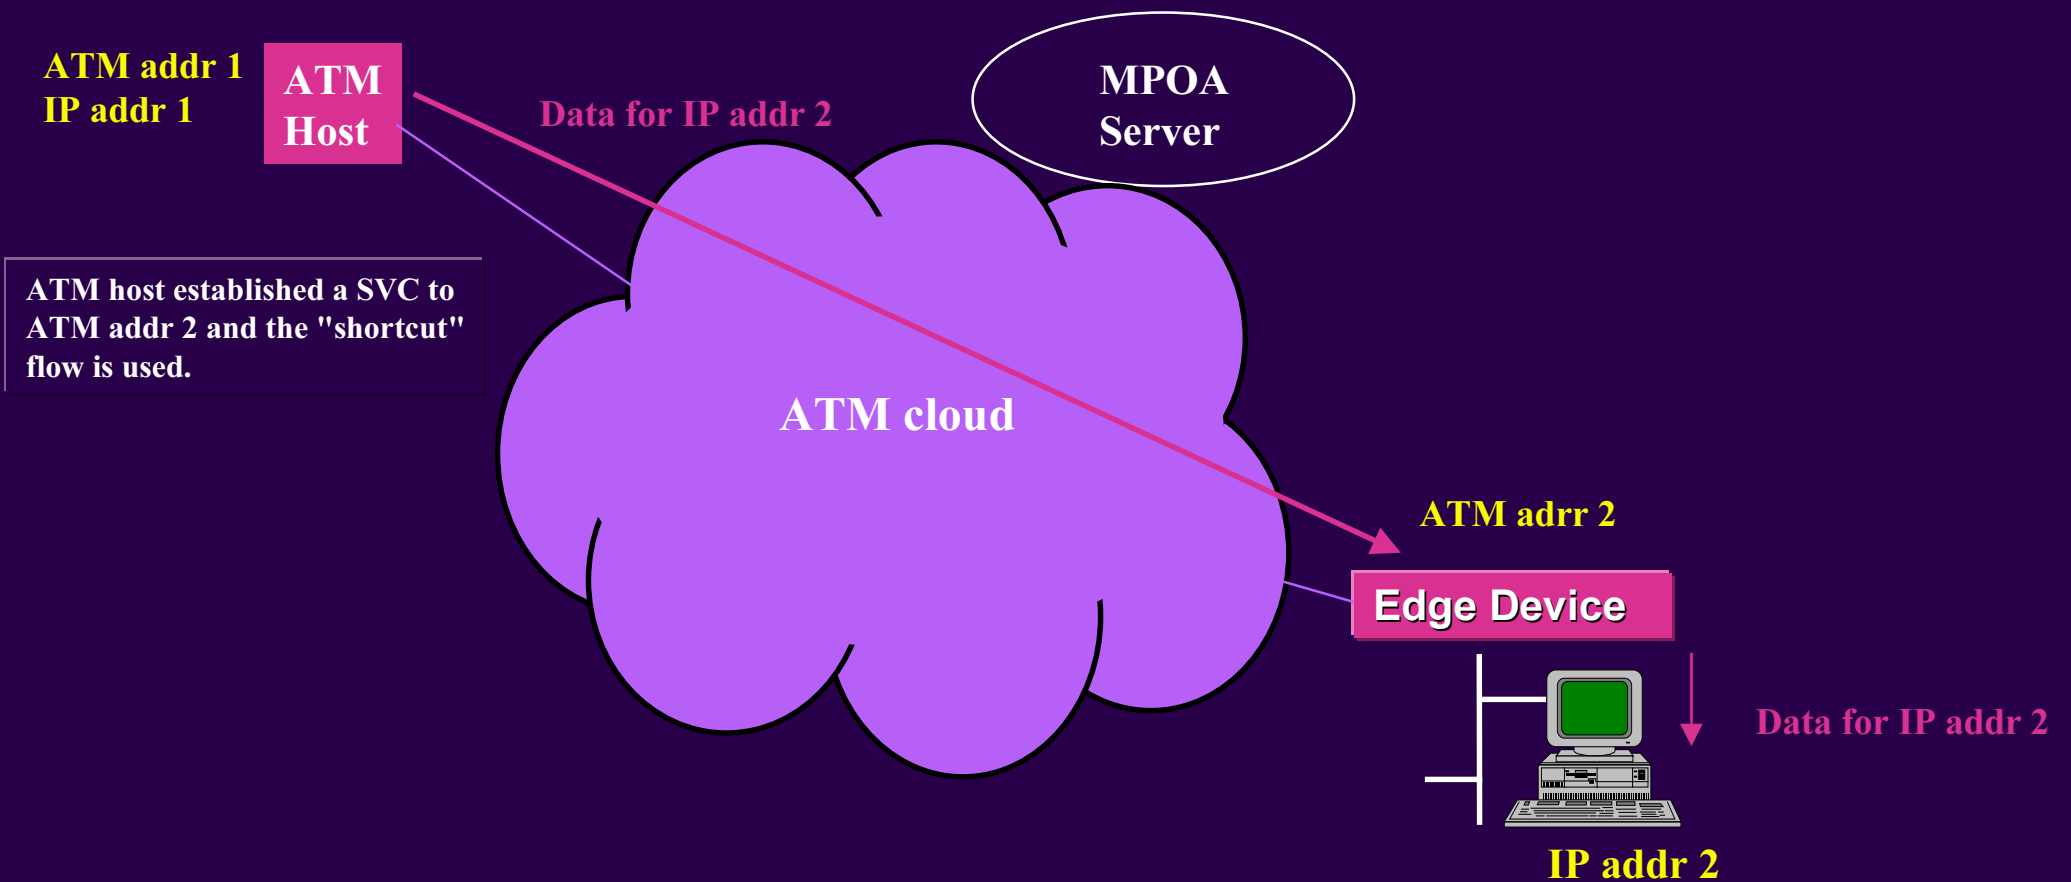 ATM addr 1
IP addr 1
ATM
Host
Data for IP addr 2
MPOA
Server
ATM host established a SVC to
ATM addr 2 and the "shortcut"
flow is used.
ATM cloud
ATM adrr 2
Edge Device
Data for IP addr 2
IP addr 2